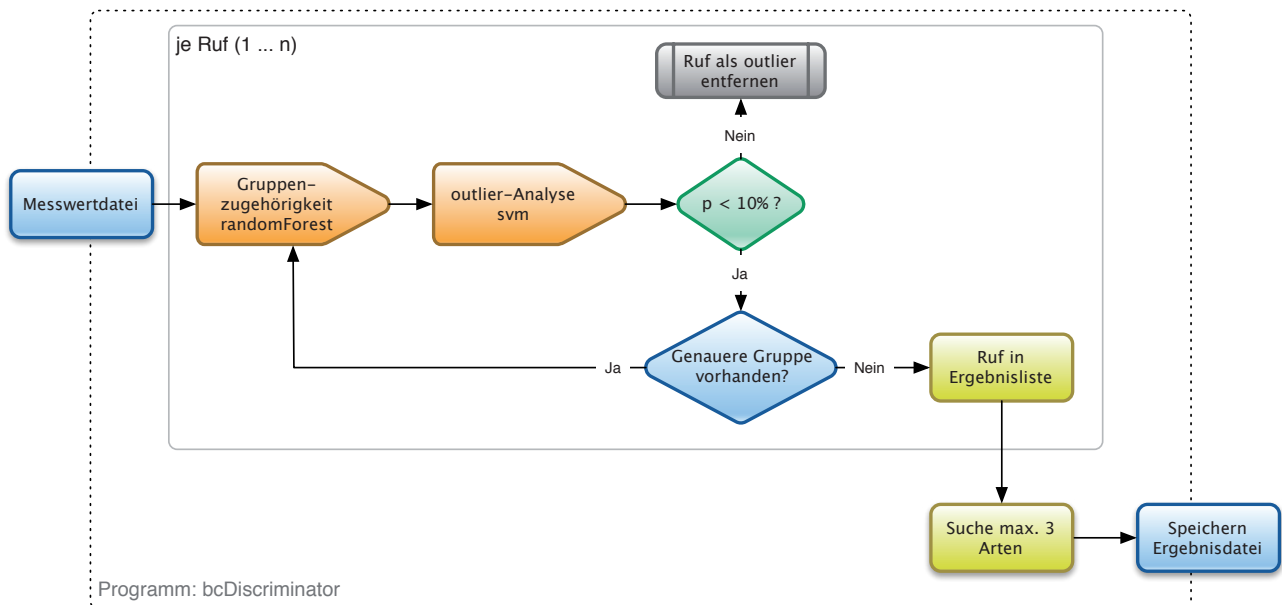 je Ruf (1 ... n)
Ruf als outlier
entfernen
Nein
Messwertdatei
Gruppen-
zugehörigkeit
randomForest
outlier-Analyse
svm
p < 10% ?
Ja
Genauere Gruppe
vorhanden?
Ja
Nein
Ruf in
Ergebnisliste
Suche max. 3
Arten
Speichern
Ergebnisdatei
Programm: bcDiscriminator